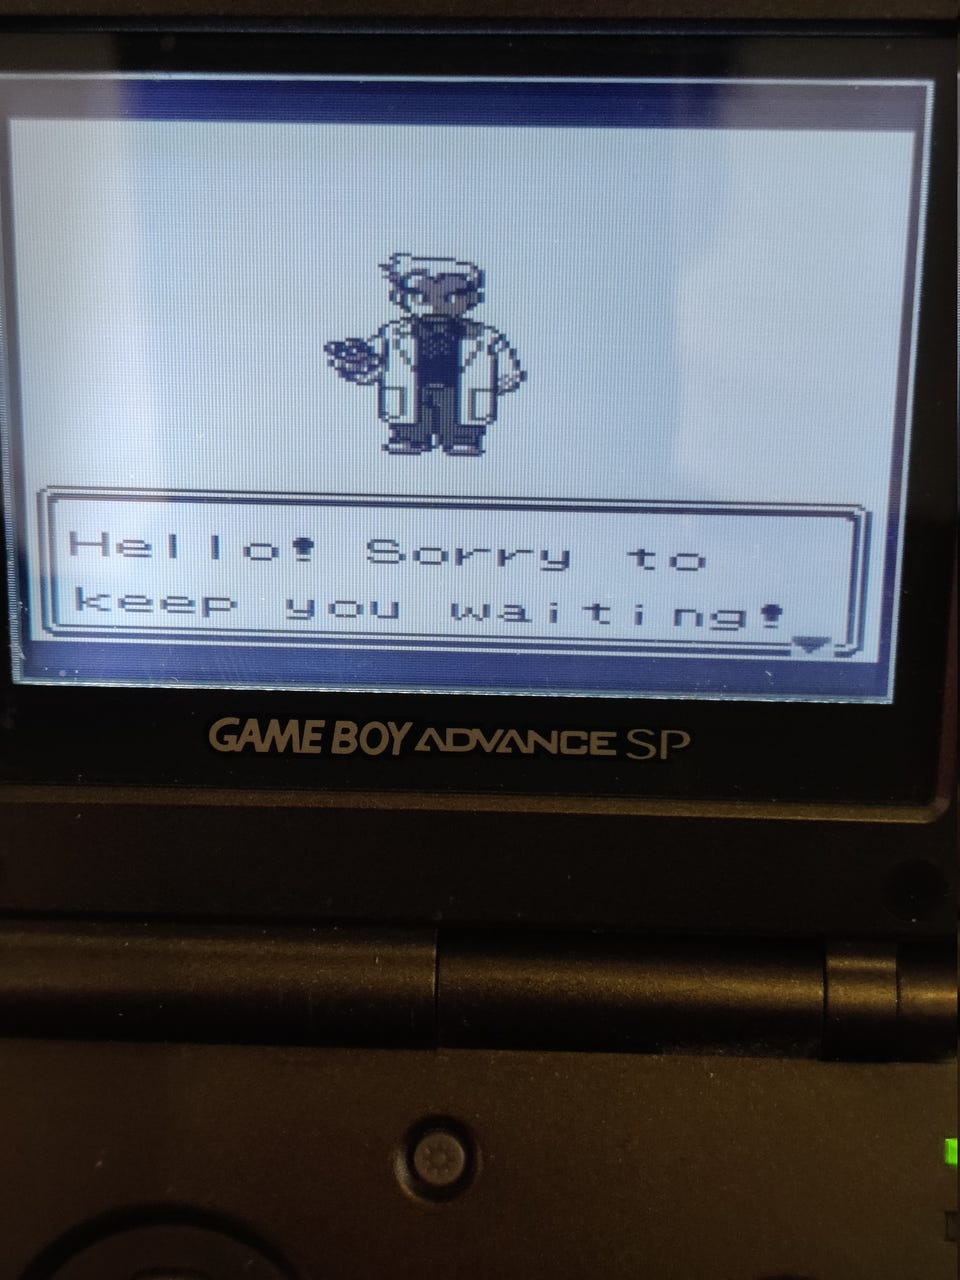 Hello! Sorry to
keep you waiting!
GAME BOY ADVANCE SP